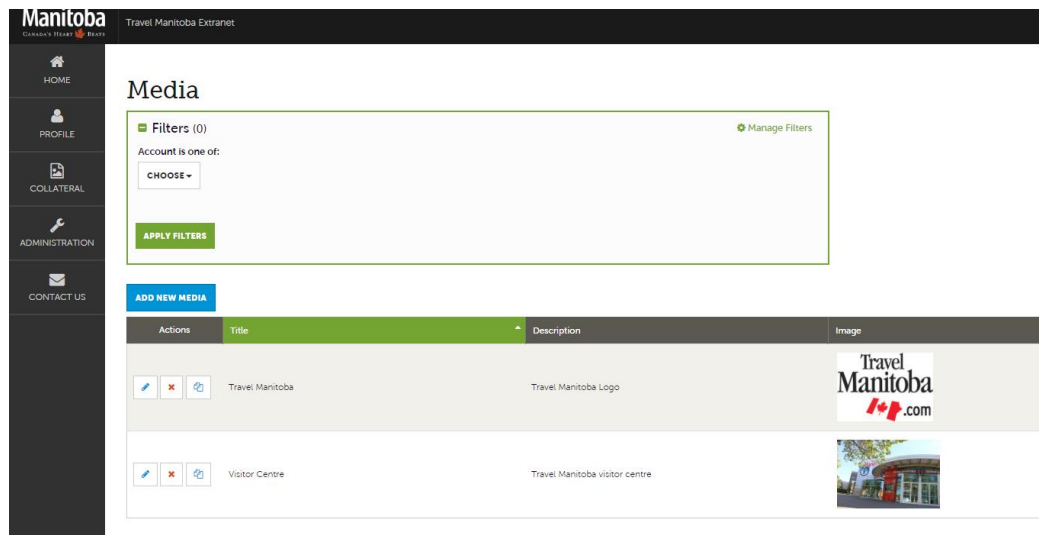 Manitoba
CANADA'S HEART BEATS
Travel Manitoba Extranet
HOME
PROFILE
COLLATERAL
ADMINISTRATION
CONTACT US
Media
Filters (0)
Manage Filters
Account is one of:
CHOOSE
APPLY FILTERS
ADD NEW MEDIA
Actions Title Description Image
Travel Manitoba Travel Manitoba Logo
Travel
Manitoba
.com
Visitor Centre Travel Manitoba visitor centre